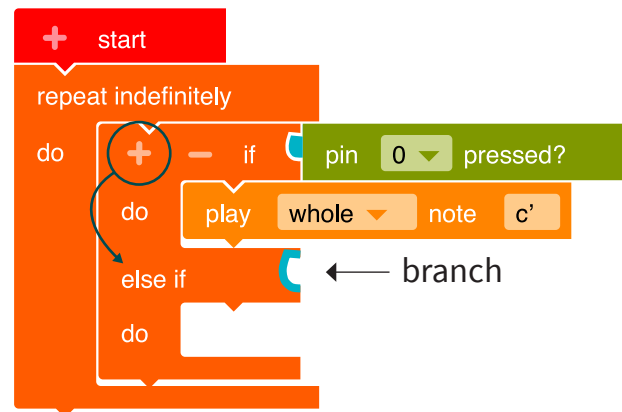 + start
repeat indefinitely
do + − if pin 0 pressed?
do play whole note c’
else if branch
do